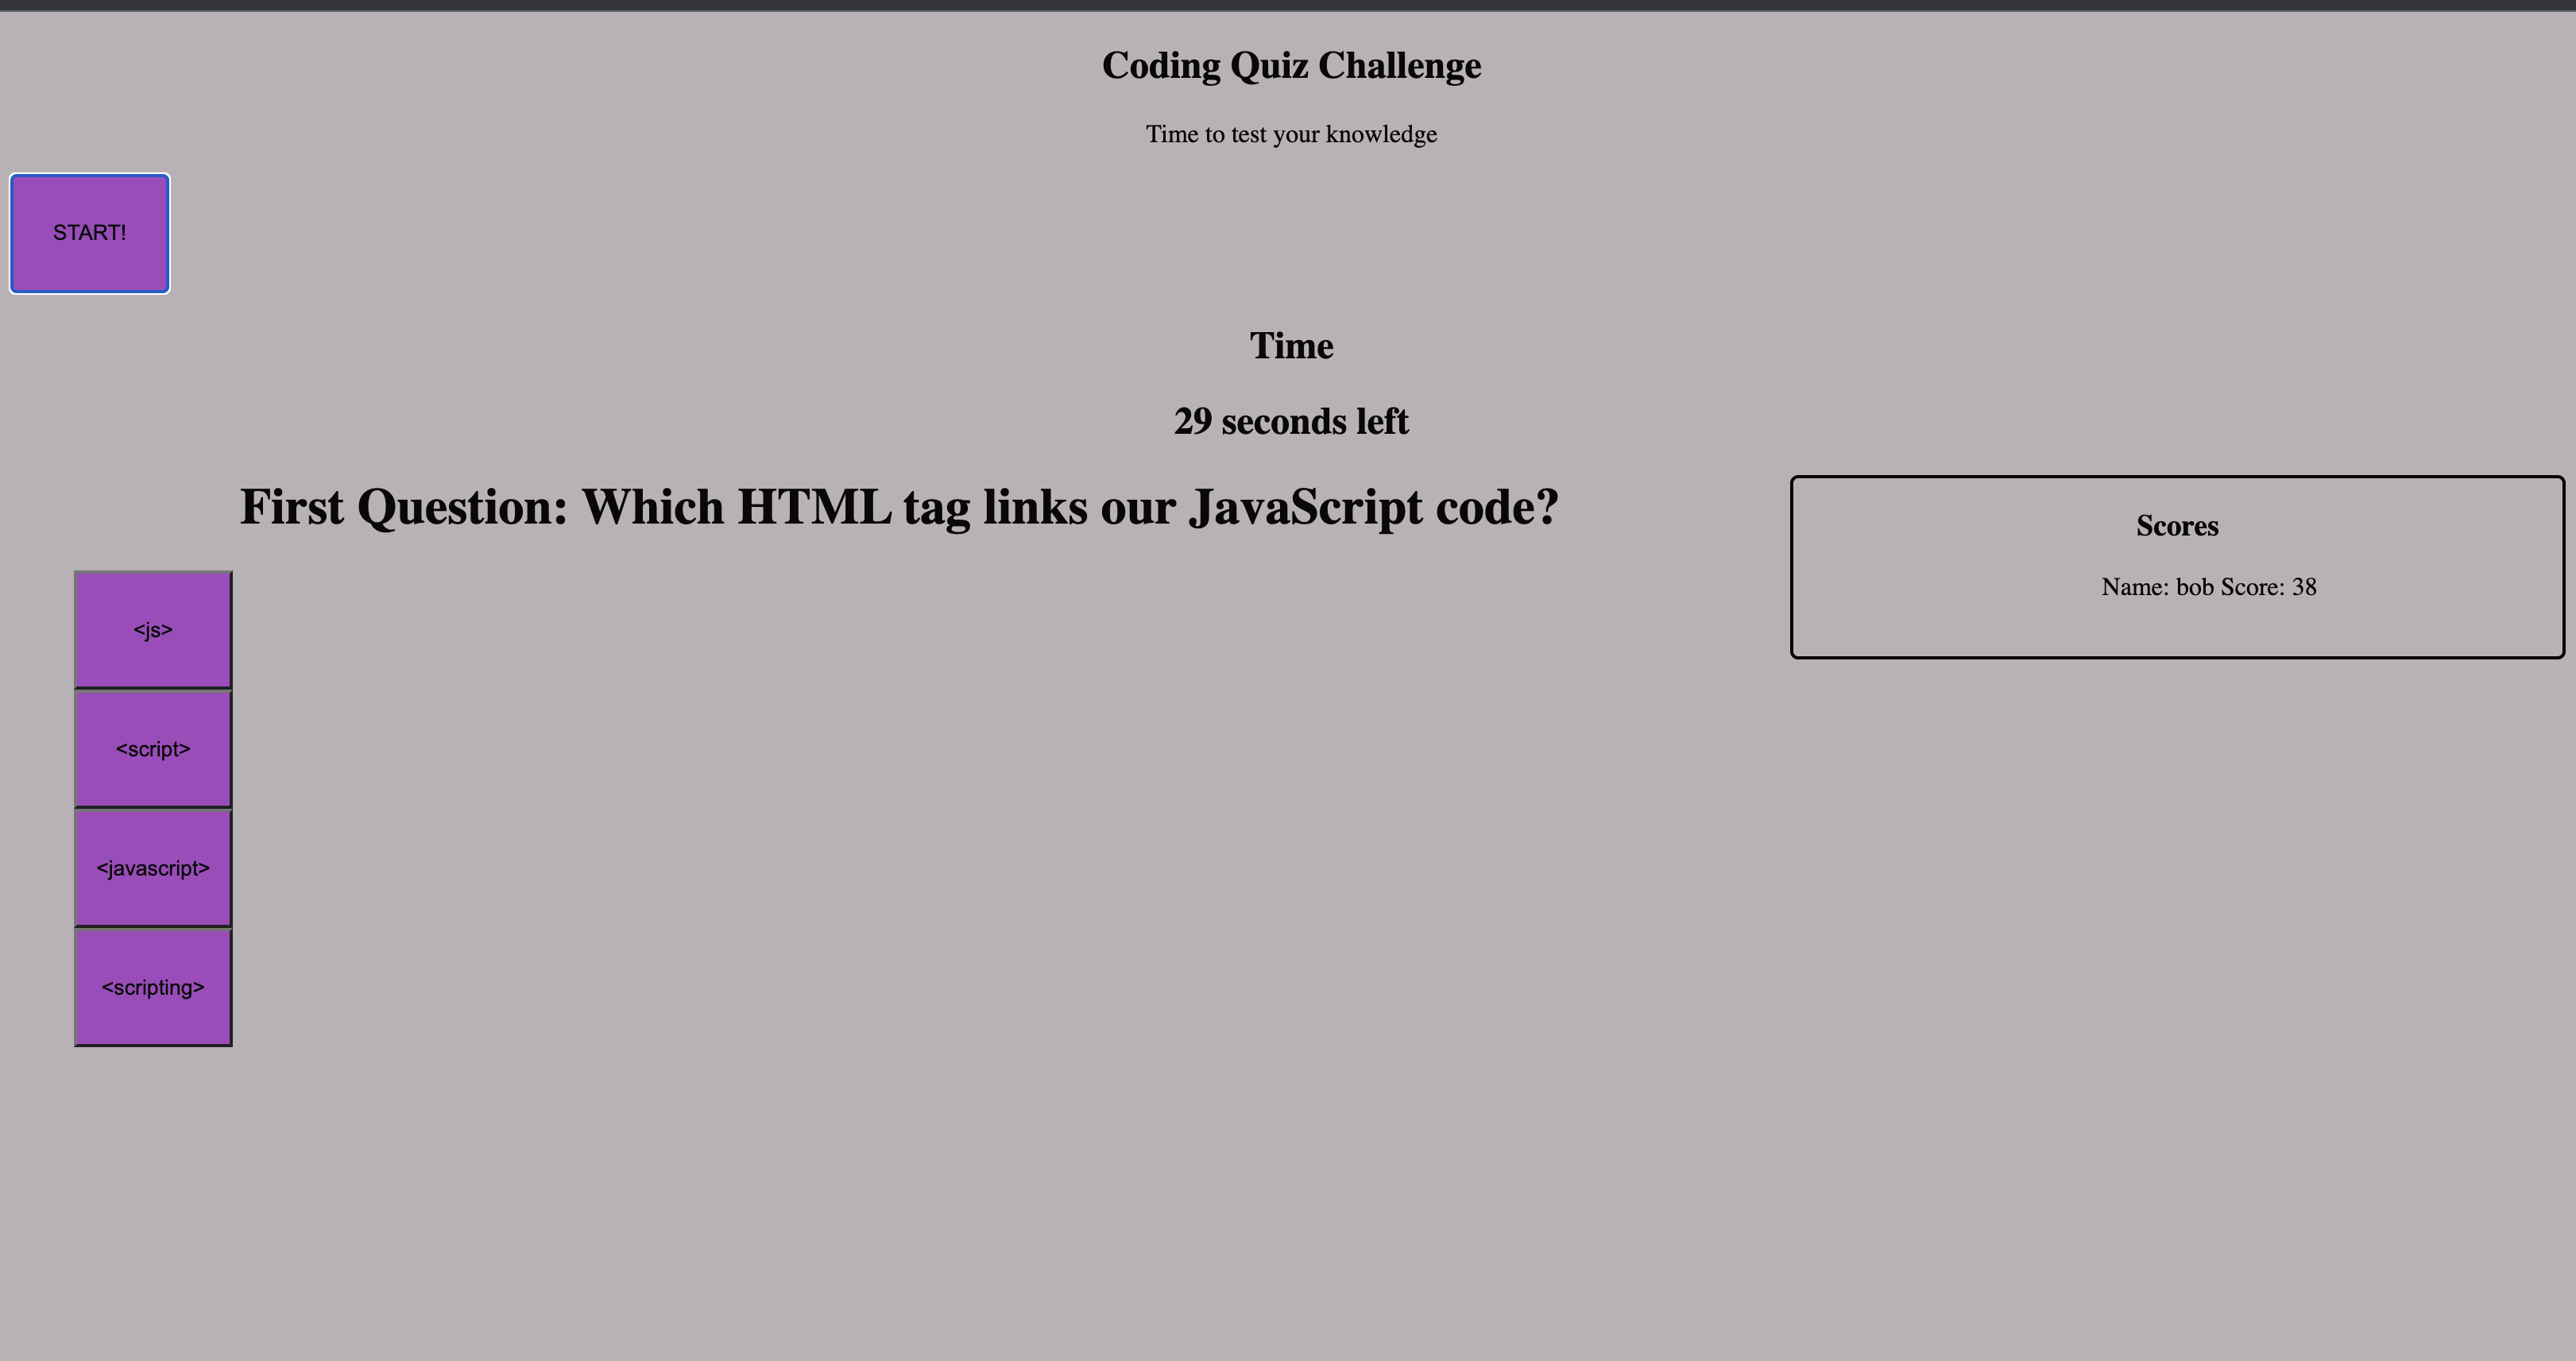 Coding Quiz Challenge
Time to test your knowledge
START!
Time
29 seconds left
First Question: Which HTML tag links our JavaScript code?
<js>
<script>
<javascript>
<scripting>
Scores
Name: bob Score: 38